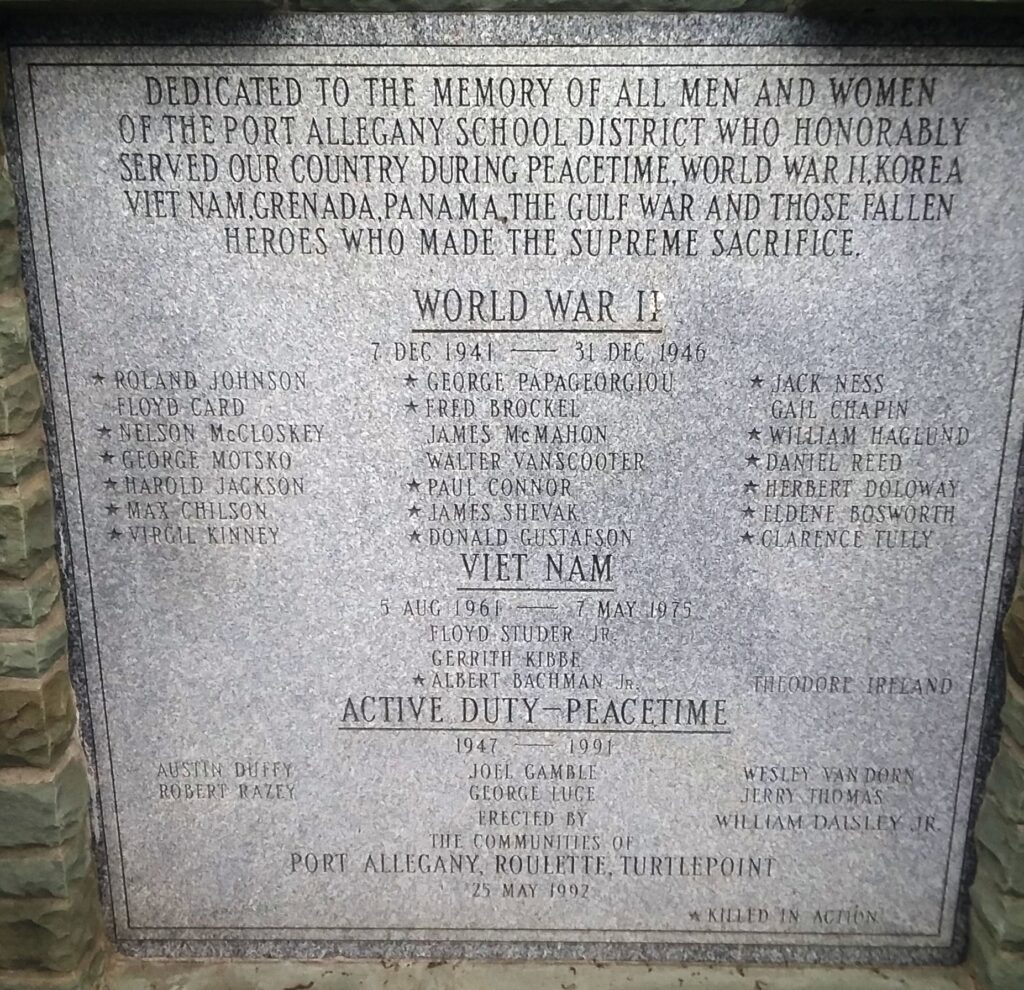 DEDICATED TO THE MEMORY OF ALL MEN AND WOMEN
OF THE PORT ALLEGANY SCHOOL DISTRICT WHO HONORABLY
SERVED OUR COUNTRY DURING PEACETIME, WORLD WAR II, KOREA
VIET NAM, GRENADA, PANAMA, THE GULF WAR AND THOSE FALLEN
HEROES WHO MADE THE SUPREME SACRIFICE.
WORLD WAR II
7 DEC 1941 — 31 DEC 1946
★ ROLAND JOHNSON ★ GEORGE PAPAGEORGIOU ★ JACK NESS
FLOYD CARD ★ FRED BROCKEL GAIL CHAPIN
★ NELSON McCLOSKEY JAMES McMAHON ★ WILLIAM HAGLUND
★ GEORGE MOTSKO WALTER VANSCOOTER ★ DANIEL REED
★ HAROLD JACKSON ★ PAUL CONNOR ★ HERBERT DOLOWAY
★ MAX CHILSON ★ JAMES SHEVAK ★ ELDENE BOSWORTH
★ VIRGIL KINNEY ★ DONALD GUSTAFSON ★ CLARENCE TULLY
VIET NAM
5 AUG 1961 — 7 MAY 1975
FLOYD STUDER JR.
GERRITH KIBBE
★ ALBERT BACHMAN Jr. THEODORE IRELAND
ACTIVE DUTY—PEACETIME
1947 — 1991
AUSTIN DUFFY JOEL GAMBLE WESLEY VAN DORN
ROBERT RAZEY GEORGE LUCE JERRY THOMAS
ERECTED BY WILLIAM DAISLEY JR.
THE COMMUNITIES OF
PORT ALLEGANY, ROULETTE, TURTLEPOINT
25 MAY 1992
★ KILLED IN ACTION